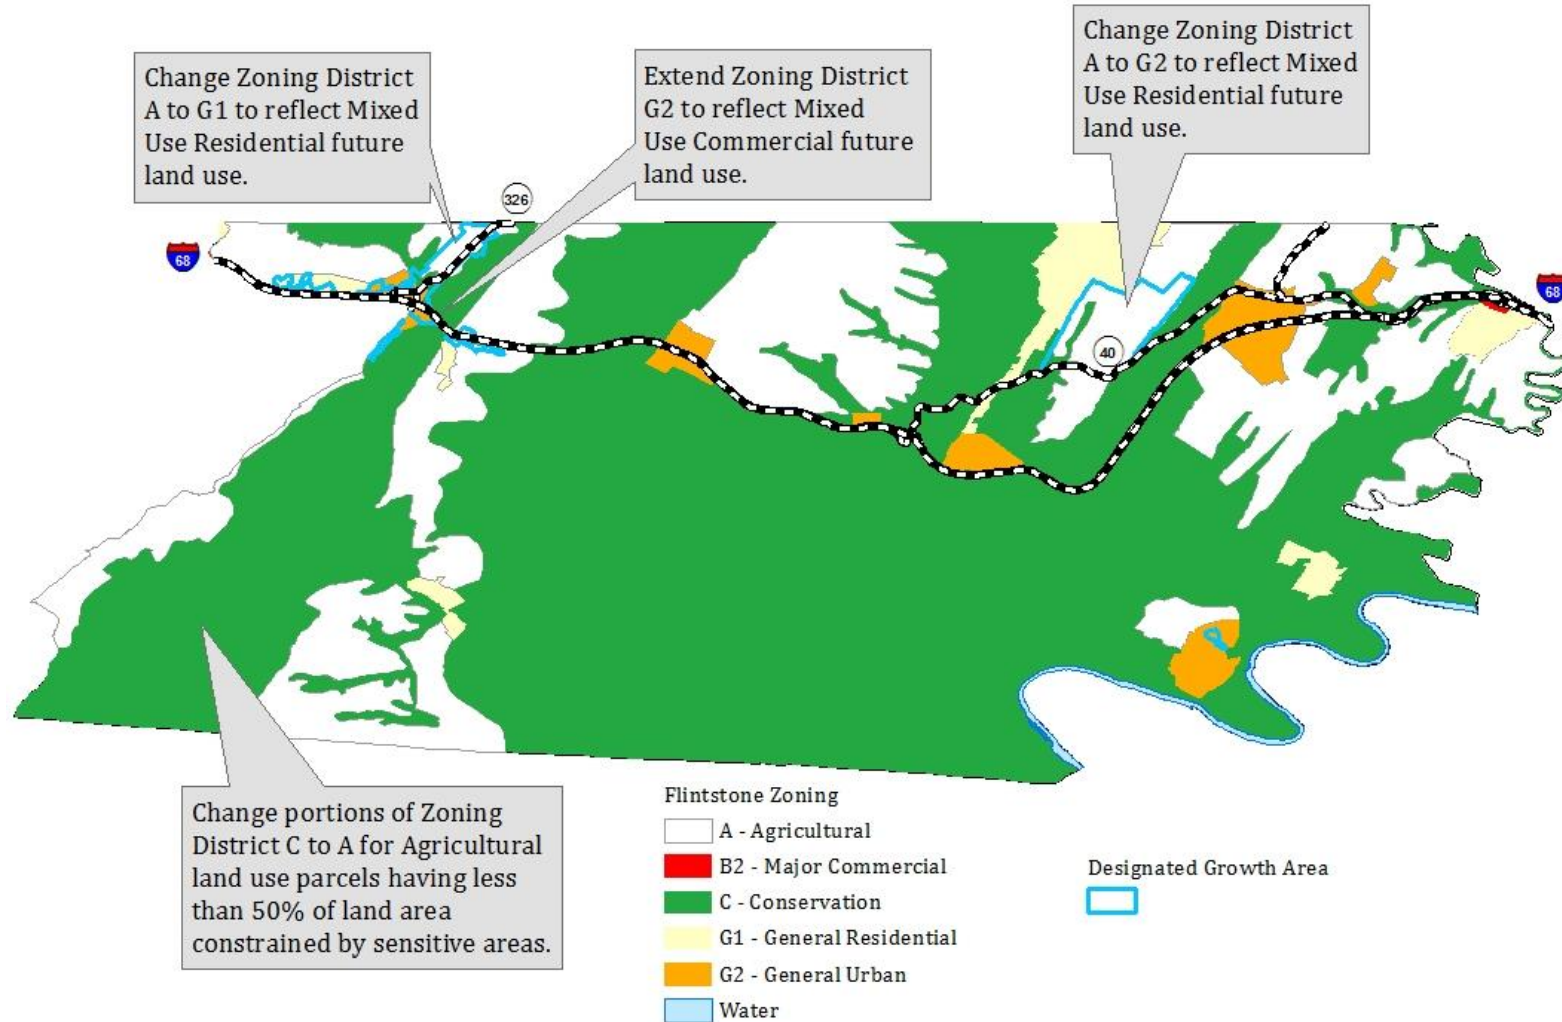 Change Zoning District
A to G1 to reflect Mixed
Use Residential future
land use.
Extend Zoning District
G2 to reflect Mixed
Use Commercial future
land use.
Change Zoning District
A to G2 to reflect Mixed
Use Residential future
land use.
326
68
68
40
Change portions of Zoning
District C to A for Agricultural
land use parcels having less
than 50% of land area
constrained by sensitive areas.
Flintstone Zoning
A - Agricultural
B2 - Major Commercial
C - Conservation
G1 - General Residential
G2 - General Urban
Water
Designated Growth Area